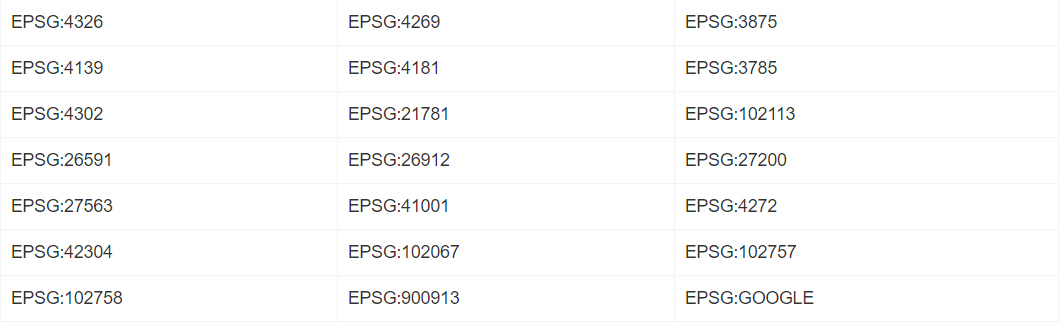 EPSG:4326 EPSG:4269 EPSG:3875
EPSG:4139 EPSG:4181 EPSG:3785
EPSG:4302 EPSG:21781 EPSG:102113
EPSG:26591 EPSG:26912 EPSG:27200
EPSG:27563 EPSG:41001 EPSG:4272
EPSG:42304 EPSG:102067 EPSG:102757
EPSG:102758 EPSG:900913 EPSG:GOOGLE